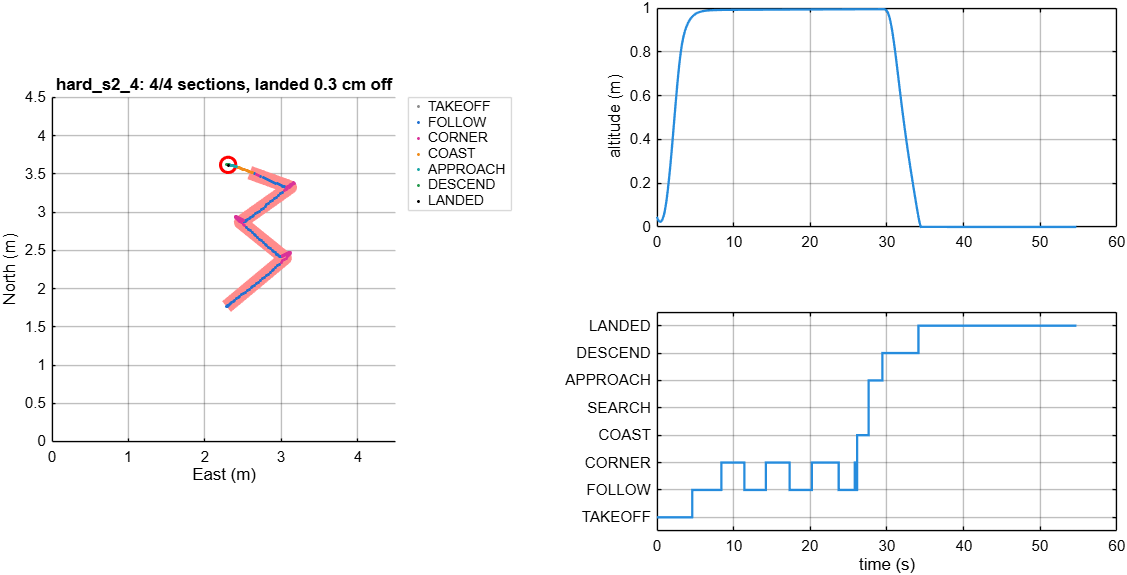 hard_s2_4: 4/4 sections, landed 0.3 cm off
4.5
4
3.5
3
2.5
2
1.5
1
0.5
0
0
1
2
3
4
East (m)
North (m)
TAKEOFF
FOLLOW
CORNER
COAST
APPROACH
DESCEND
LANDED
1
0.8
0.6
0.4
0.2
0
altitude (m)
0
10
20
30
40
50
60
LANDED
DESCEND
APPROACH
SEARCH
COAST
CORNER
FOLLOW
TAKEOFF
0
10
20
30
40
50
60
time (s)